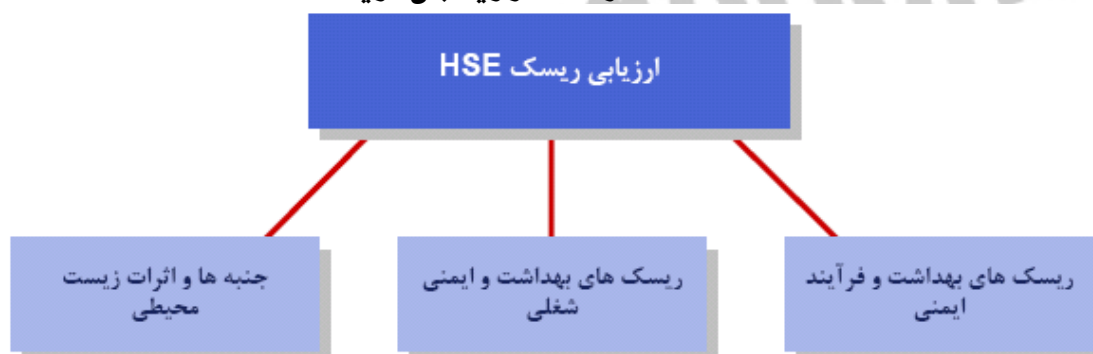 ارزیابی ریسک HSE
ریسک های بهداشت و فرآیند
ایمنی
ریسک های بهداشت و ایمنی
شغلی
جنبه ها و اثرات زیست
محیطی